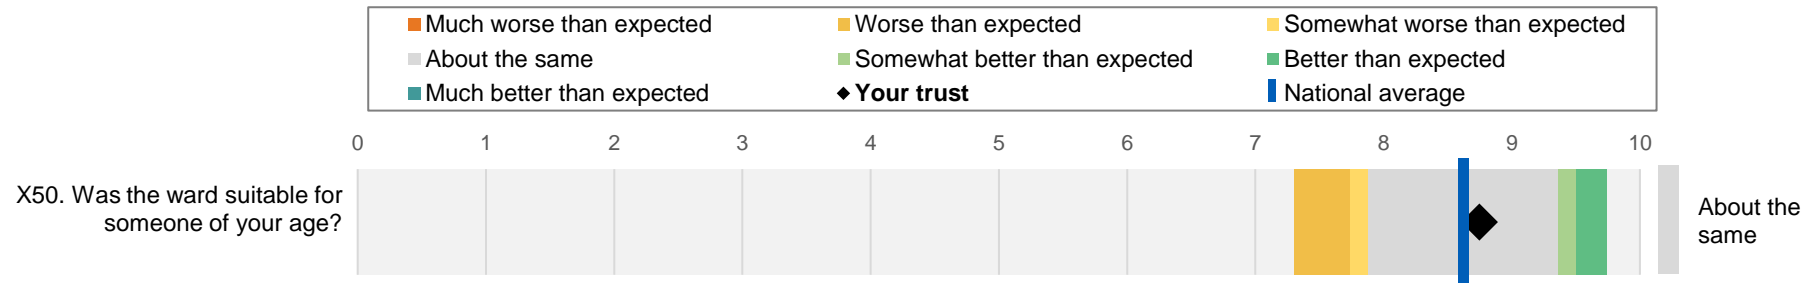 Much worse than expected
Worse than expected
Somewhat worse than expected
About the same
Somewhat better than expected
Better than expected
Much better than expected
Your trust
National average
0 1 2 3 4 5 6 7 8 9 10
X50. Was the ward suitable for
someone of your age?
About the
same